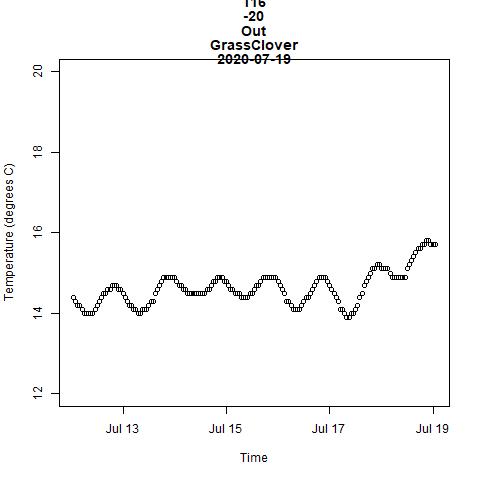 T16
-20
Out
GrassClover
2020-07-19
20
18
16
14
12
Temperature (degrees C)
Jul 13
Jul 15
Jul 17
Jul 19
Time